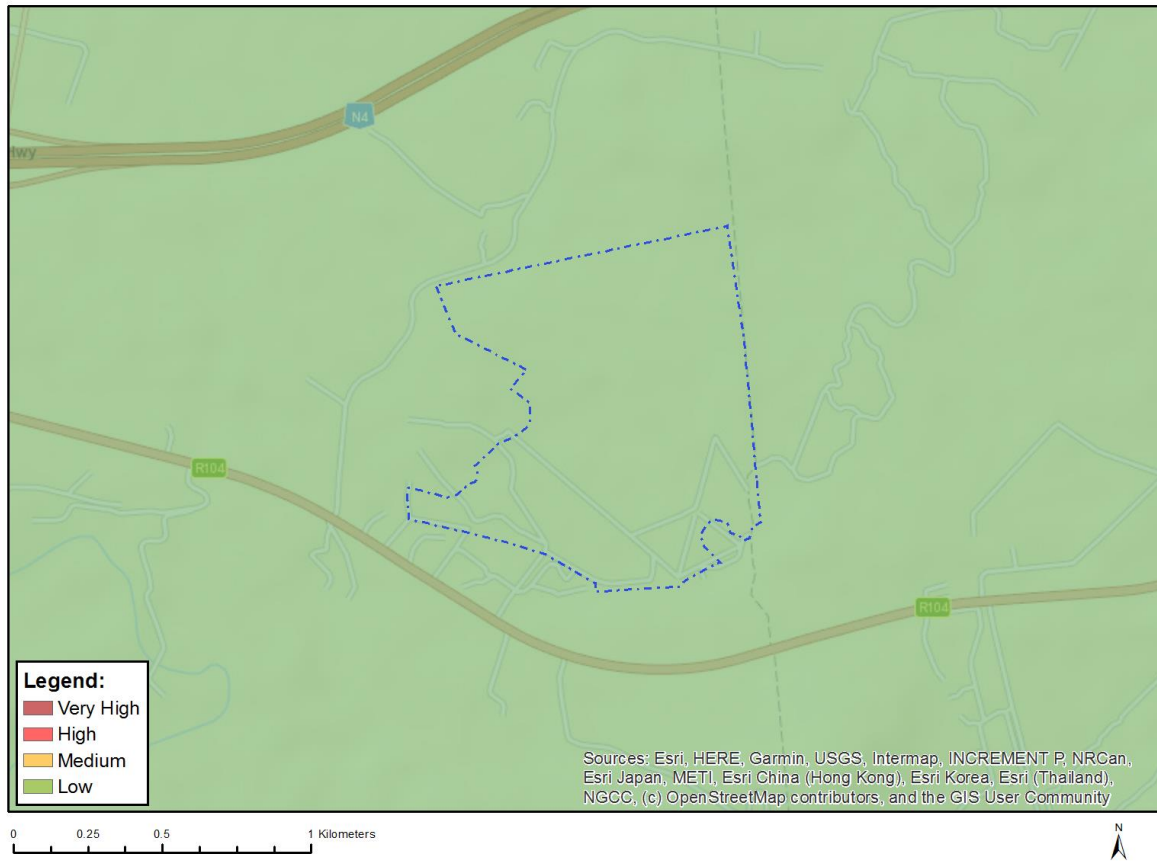 N4
lwy
R104
R104
Legend:
Very High
High
Medium
Low
Sources: Esri, HERE, Garmin, USGS, Intermap, INCREMENT P, NRCan,
Esri Japan, METI, Esri China (Hong Kong), Esri Korea, Esri (Thailand),
NGCC, (c) OpenStreetMap contributors, and the GIS User Community
0 0.25 0.5 1 Kilometers
N